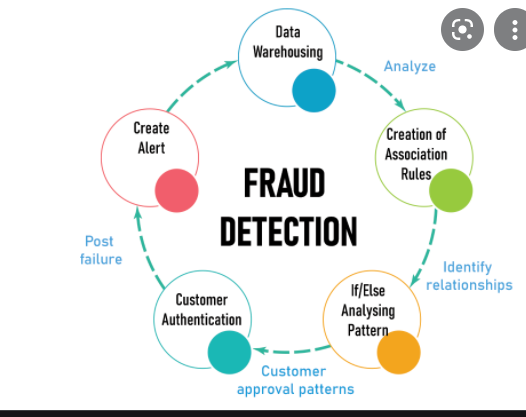 Data
Warehousing
Analyze
Creation of
Association
Rules
Identify
relationships
If/Else
Analysing
Pattern
Customer
approval patterns
Customer
Authentication
Post
failure
Create
Alert
FRAUD
DETECTION